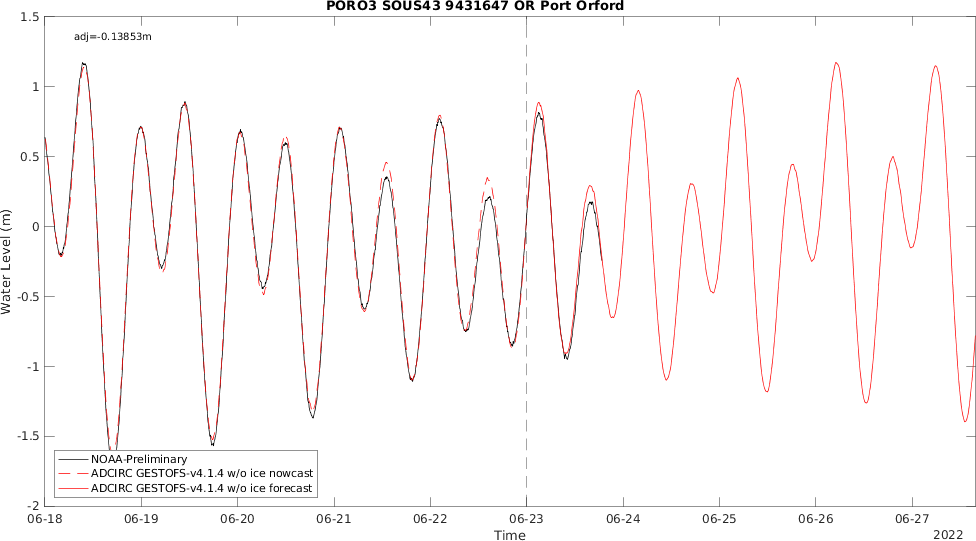 PORO3 SOUS43 9431647 OR Port Orford
adj=-0.13853m
1.5
1
0.5
0
-0.5
-1
-1.5
-2
Water Level (m)
NOAA-Preliminary
ADCIRC GESTOFS-v4.1.4 w/o ice nowcast
ADCIRC GESTOFS-v4.1.4 w/o ice forecast
06-18 06-19 06-20 06-21 06-22 06-23 06-24 06-25 06-26 06-27
Time
2022